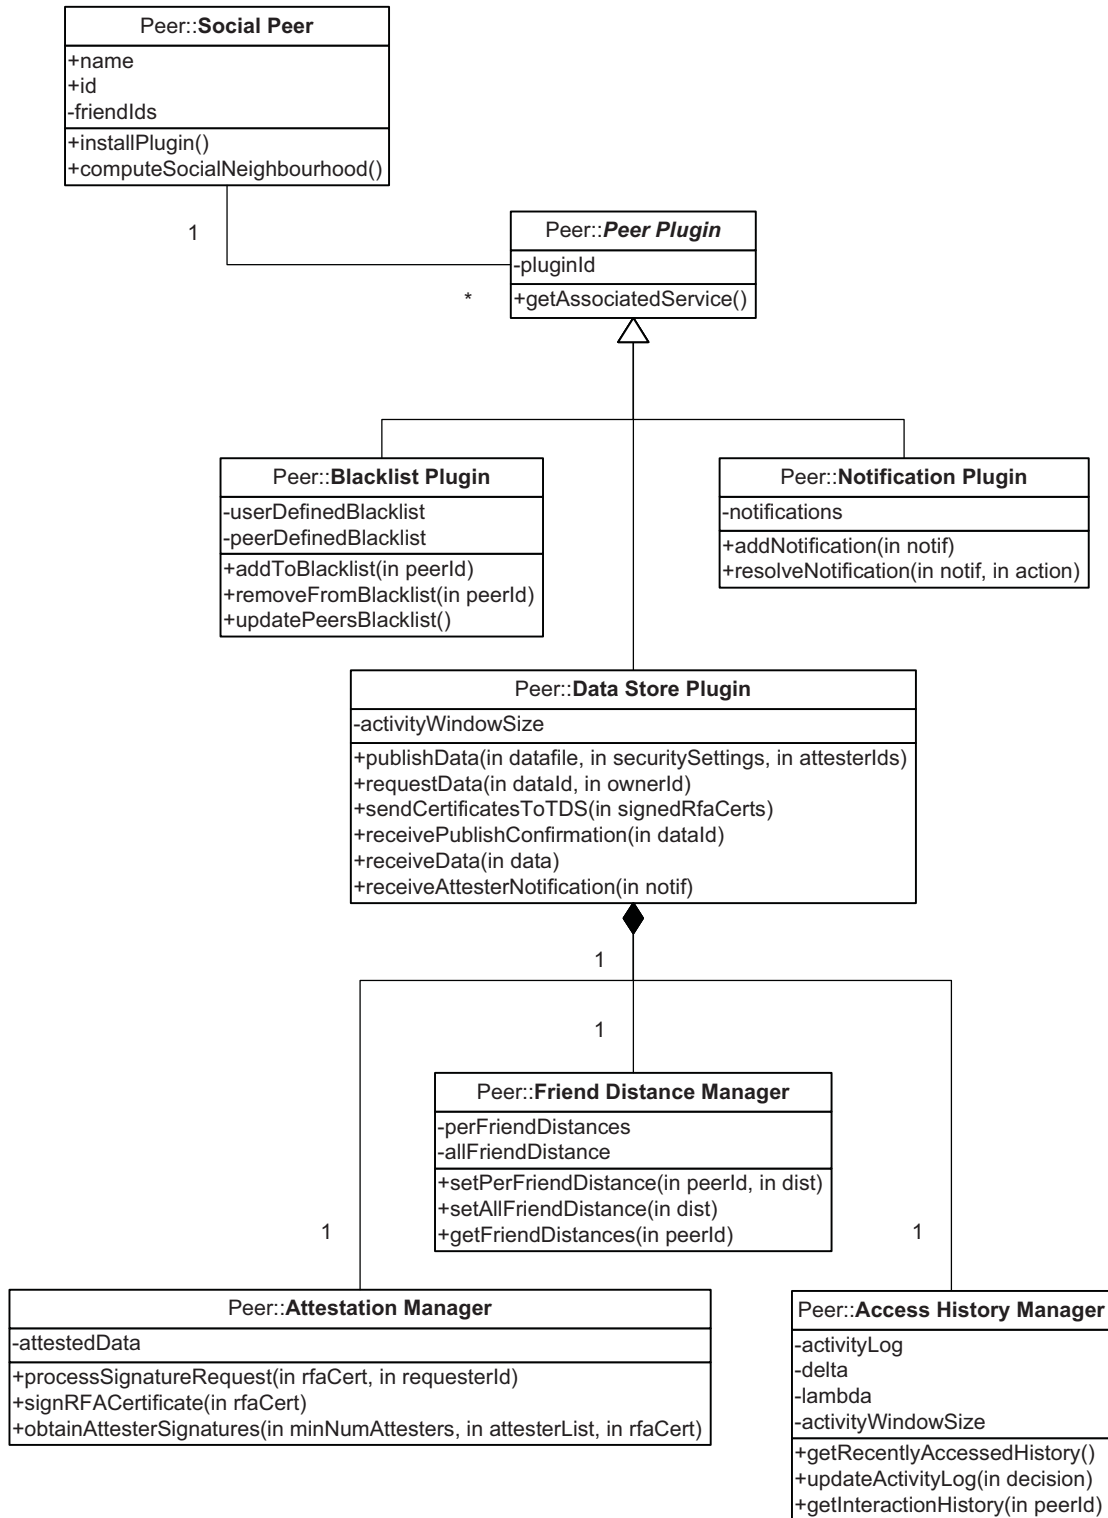 Peer::Social Peer
+name
+id
-friendIds
+installPlugin()
+computeSocialNeighbourhood()
1
Peer::Peer Plugin
-pluginId
*
+getAssociatedService()
Peer::Blacklist Plugin
-userDefinedBlacklist
-peerDefinedBlacklist
+addToBlacklist(in peerId)
+removeFromBlacklist(in peerId)
+updatePeersBlacklist()
Peer::Notification Plugin
-notifications
+addNotification(in notif)
+resolveNotification(in notif, in action)
Peer::Data Store Plugin
-activityWindowSize
+publishData(in datafile, in securitySettings, in attesterIds)
+requestData(in dataId, in ownerId)
+sendCertificatesToTDS(in signedRfaCerts)
+receivePublishConfirmation(in dataId)
+receiveData(in data)
+receiveAttesterNotification(in notif)
1
1
Peer::Friend Distance Manager
-perFriendDistances
-allFriendDistance
+setPerFriendDistance(in peerId, in dist)
+setAllFriendDistance(in dist)
+getFriendDistances(in peerId)
1
1
Peer::Attestation Manager
-attestedData
+processSignatureRequest(in rfaCert, in requesterId)
+signRFACertificate(in rfaCert)
+obtainAttesterSignatures(in minNumAttesters, in attesterList, in rfaCert)
Peer::Access History Manager
-activityLog
-delta
-lambda
-activityWindowSize
+getRecentlyAccessedHistory()
+updateActivityLog(in decision)
+getInteractionHistory(in peerId)